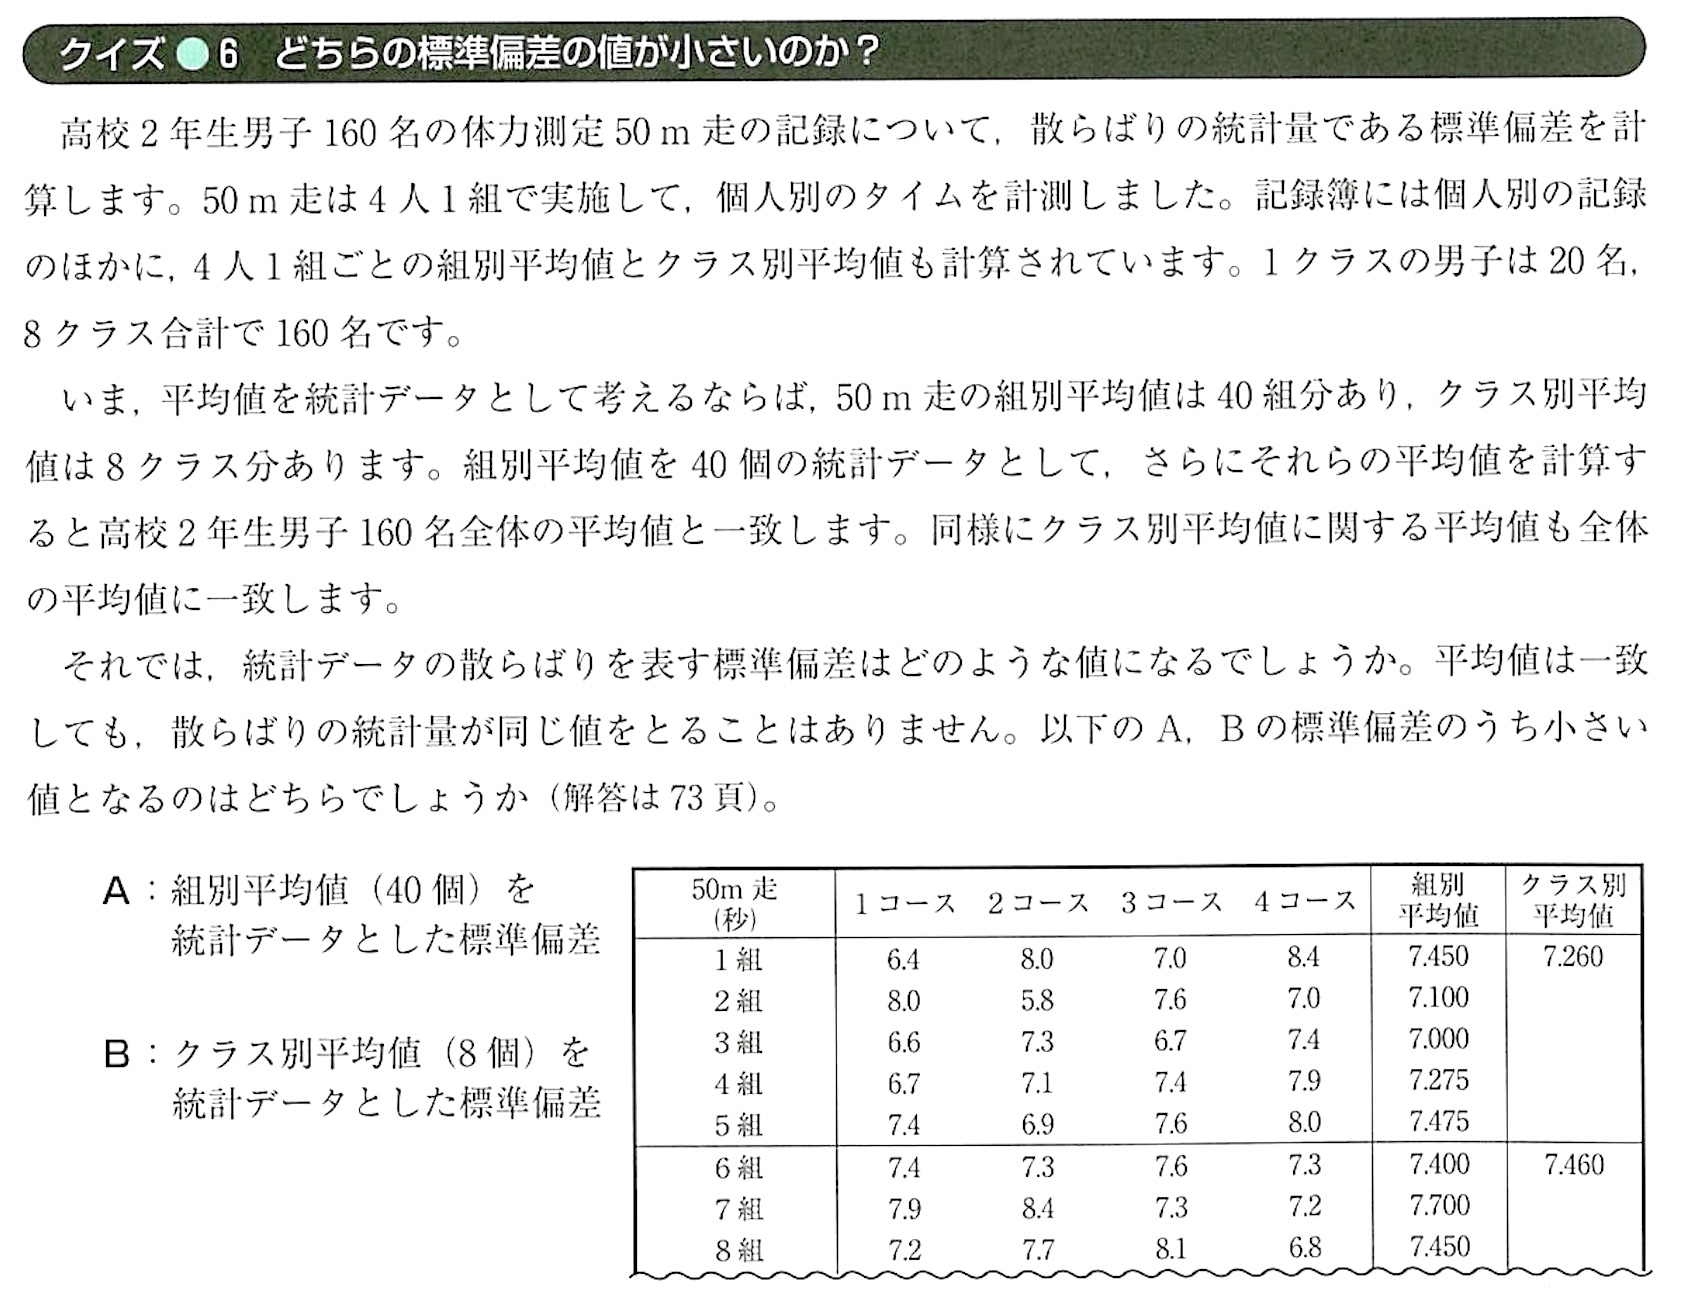 クイズ●6 どちらの標準偏差の値が小さいのか？
高校2年生男子160名の体力測定50 m 走の記録について，散らばりの統計量である標準偏差を計
算します。50 m 走は4人1組で実施して，個人別のタイムを計測しました。記録簿には個人別の記録
のほかに，4人1組ごとの組別平均値とクラス別平均値も計算されています。1クラスの男子は20名，
8クラス合計で160名です。
いま，平均値を統計データとして考えるならば，50 m 走の組別平均値は40組分あり，クラス別平均
値は8クラス分あります。組別平均値を40個の統計データとして，さらにそれらの平均値を計算す
ると高校2年生男子160名全体の平均値と一致します。同様にクラス別平均値に関する平均値も全体
の平均値に一致します。
それでは，統計データの散らばりを表す標準偏差はどのような値になるでしょうか。平均値は一致
しても，散らばりの統計量が同じ値をとることはありません。以下のA，Bの標準偏差のうち小さい
値となるのはどちらでしょうか（解答は73頁）。
A：組別平均値（40個）を
統計データとした標準偏差
B：クラス別平均値（8個）を
統計データとした標準偏差
50m 走(秒) 1コース 2コース 3コース 4コース 組別平均値 クラス別平均値
1組 6.4 8.0 7.0 8.4 7.450 7.260
2組 8.0 5.8 7.6 7.0 7.100
3組 6.6 7.3 6.7 7.4 7.000
4組 6.7 7.1 7.4 7.9 7.275
5組 7.4 6.9 7.6 8.0 7.475
6組 7.4 7.3 7.6 7.3 7.400 7.460
7組 7.9 8.4 7.3 7.2 7.700
8組 7.2 7.7 8.1 6.8 7.450